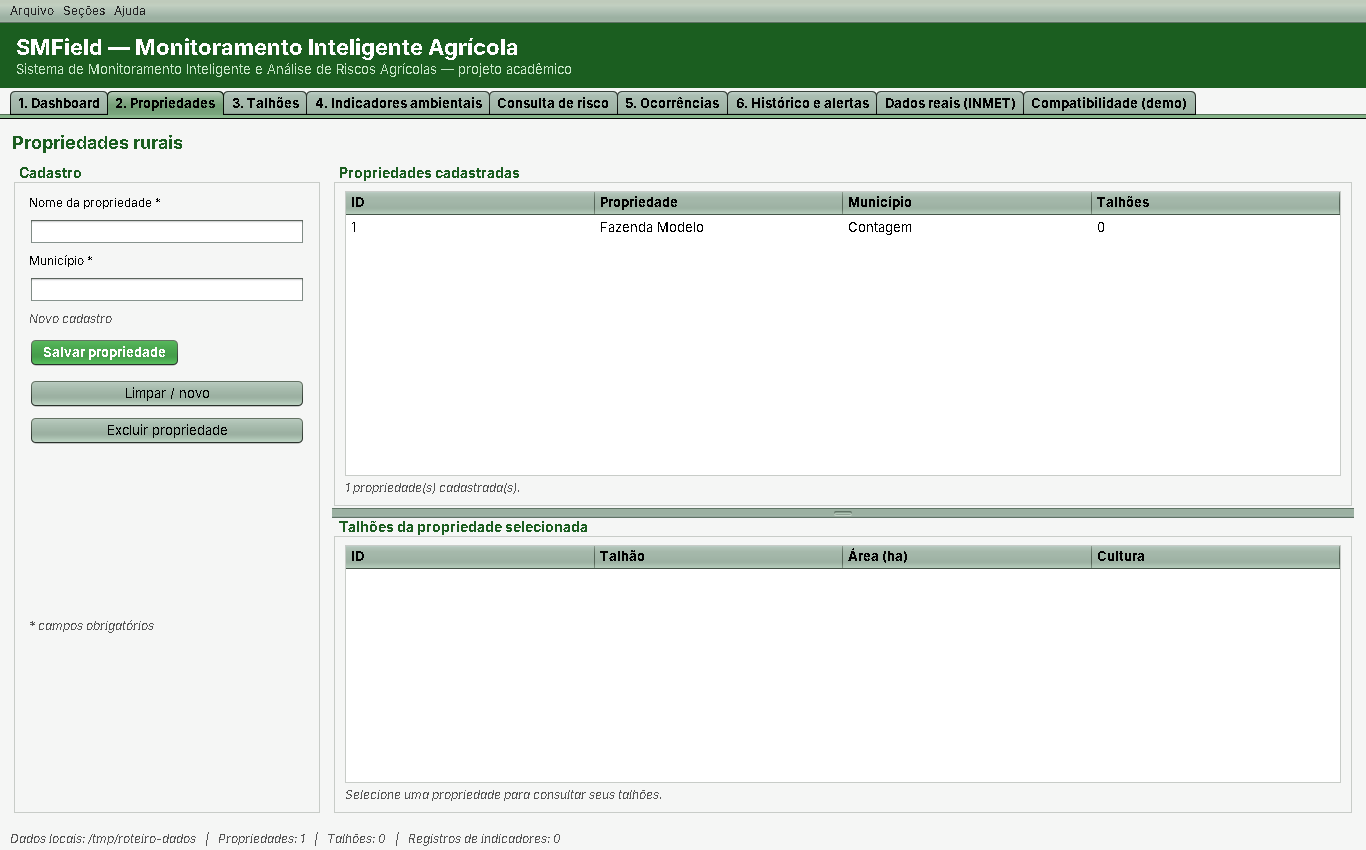 Arquivo Seções Ajuda
SMField — Monitoramento Inteligente Agrícola
Sistema de Monitoramento Inteligente e Análise de Riscos Agrícolas — projeto acadêmico
1. Dashboard 2. Propriedades 3. Talhões 4. Indicadores ambientais Consulta de risco 5. Ocorrências 6. Histórico e alertas Dados reais (INMET) Compatibilidade (demo)
Propriedades rurais
Cadastro
Nome da propriedade *
Município *
Novo cadastro
Salvar propriedade
Limpar / novo
Excluir propriedade
* campos obrigatórios
Propriedades cadastradas
ID Propriedade Município Talhões
1 Fazenda Modelo Contagem 0
1 propriedade(s) cadastrada(s).
Talhões da propriedade selecionada
ID Talhão Área (ha) Cultura
Selecione uma propriedade para consultar seus talhões.
Dados locais: /tmp/roteiro-dados | Propriedades: 1 | Talhões: 0 | Registros de indicadores: 0